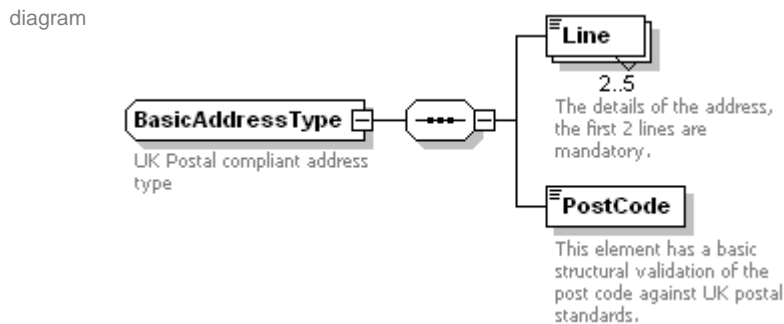 diagram
Line
2..5
The details of the address,
the first 2 lines are
mandatory.
BasicAddressType
UK Postal compliant address
type
PostCode
This element has a basic
structural validation of the
post code against UK postal
standards.